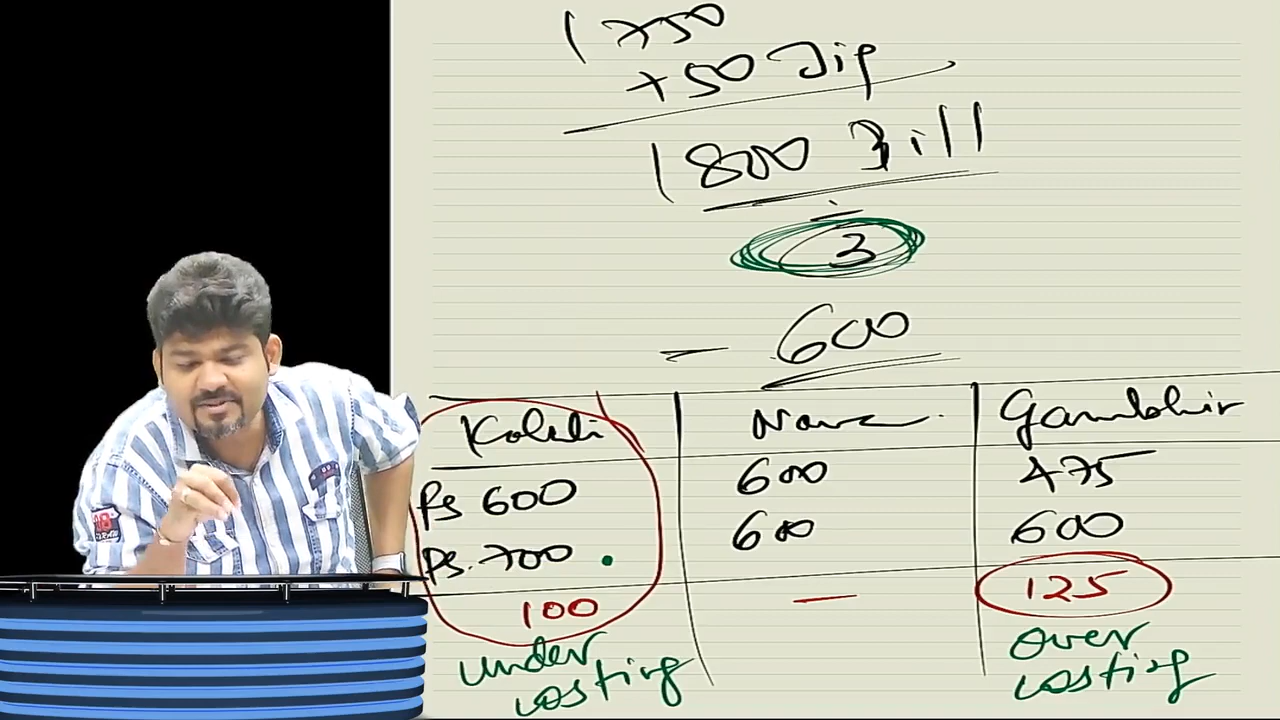 1750
+50 Tip
1800 Bill
÷
3
= 600
Kohli Gambhir
Rs 600 600 475
Rs. 700 600 600
100 — 125
under costing
over costing